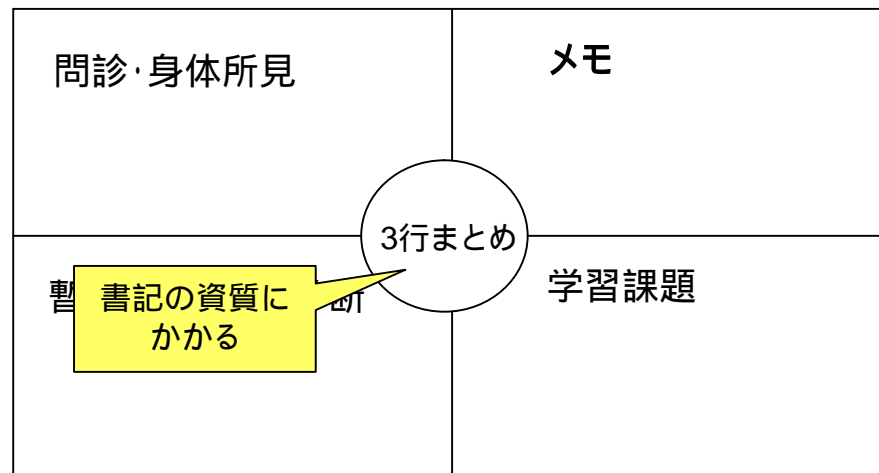 問診・身体所見
メモ
3行まとめ
書記の資質に
かかる
学習課題